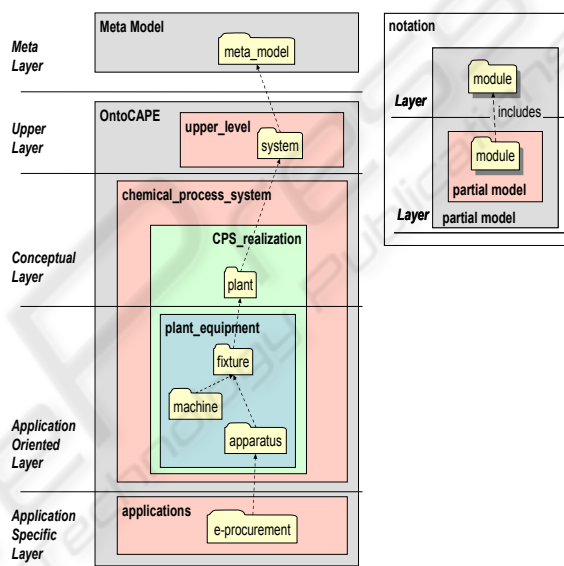 Meta Model
Meta
Layer
meta_model
Upper
Layer
OntoCAPE
upper_level
system
chemical_process_system
CPS_realization
Conceptual
Layer
plant
plant_equipment
fixture
machine
apparatus
Application
Oriented
Layer
applications
e-procurement
Application
Specific
Layer
notation
module
Layer
includes
module
partial model
Layer
partial model